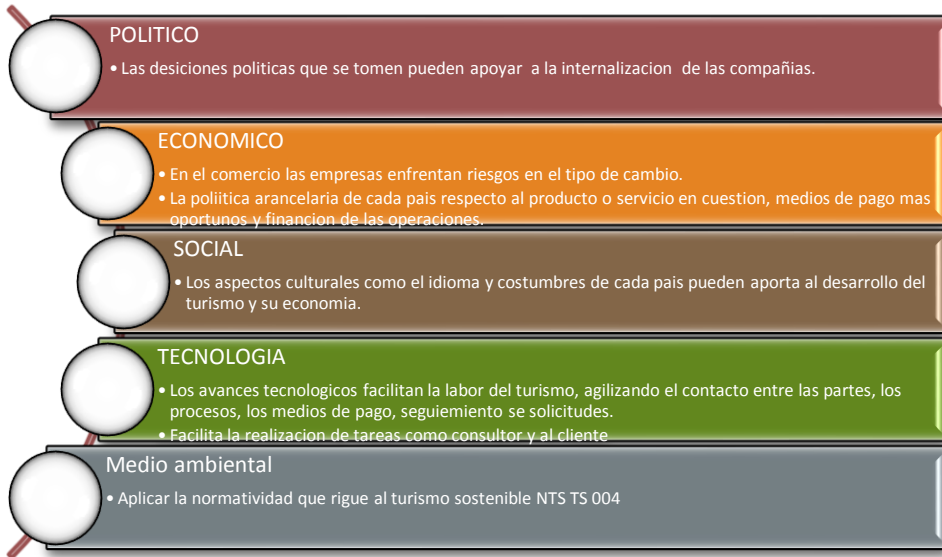 POLITICO
• Las desiciones politicas que se tomen pueden apoyar a la internalizacion de las compañias.
ECONOMICO
• En el comercio las empresas enfrentan riesgos en el tipo de cambio.
• La poliitica arancelaria de cada pais respecto al producto o servicio en cuestion, medios de pago mas
oportunos y financion de las operaciones.
SOCIAL
• Los aspectos culturales como el idioma y costumbres de cada pais pueden aporta al desarrollo del
turismo y su economia.
TECNOLOGIA
• Los avances tecnologicos facilitan la labor del turismo, agilizando el contacto entre las partes, los
procesos, los medios de pago, seguiemiento se solicitudes.
• Facilita la realizacion de tareas como consultor y al cliente
Medio ambiental
• Aplicar la normatividad que rigue al turismo sostenible NTS TS 004